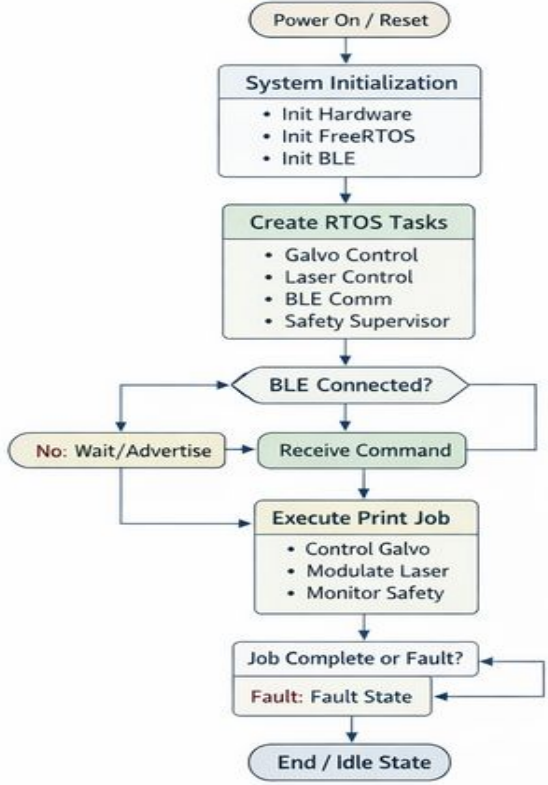 Power On / Reset
System Initialization
• Init Hardware
• Init FreeRTOS
• Init BLE
Create RTOS Tasks
• Galvo Control
• Laser Control
• BLE Comm
• Safety Supervisor
BLE Connected?
No: Wait/Advertise
Receive Command
Execute Print Job
• Control Galvo
• Modulate Laser
• Monitor Safety
Job Complete or Fault?
Fault: Fault State
End / Idle State